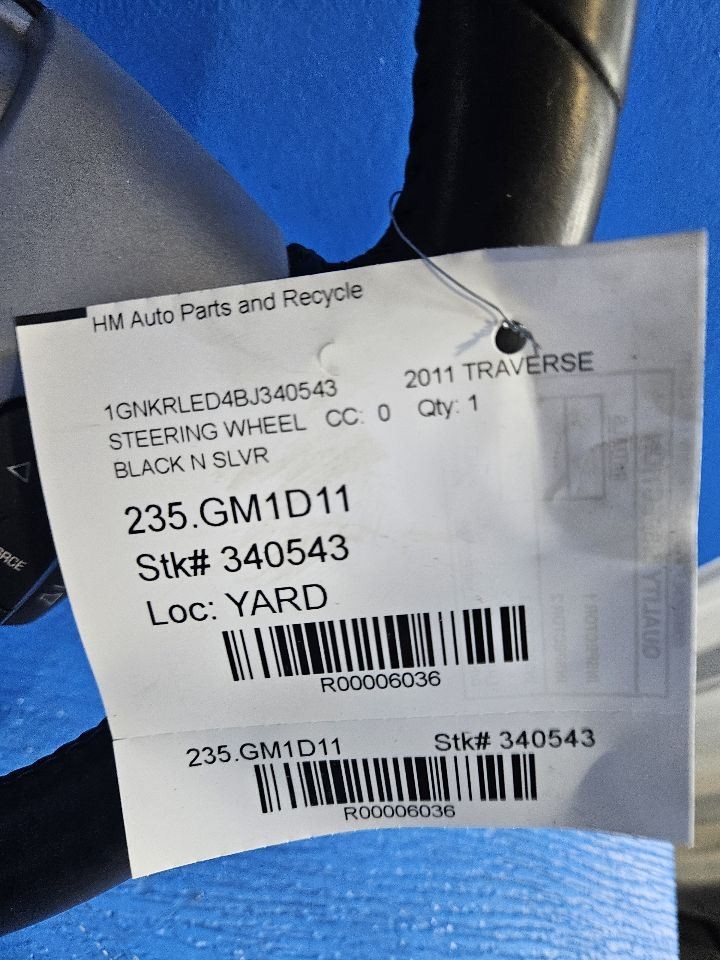 HM Auto Parts and Recycle
1GNKRLED4BJ340543 2011 TRAVERSE
STEERING WHEEL CC: 0 Qty: 1
BLACK N SLVR
235.GM1D11
Stk# 340543
Loc: YARD
R00006036
235.GM1D11 Stk# 340543
R00006036